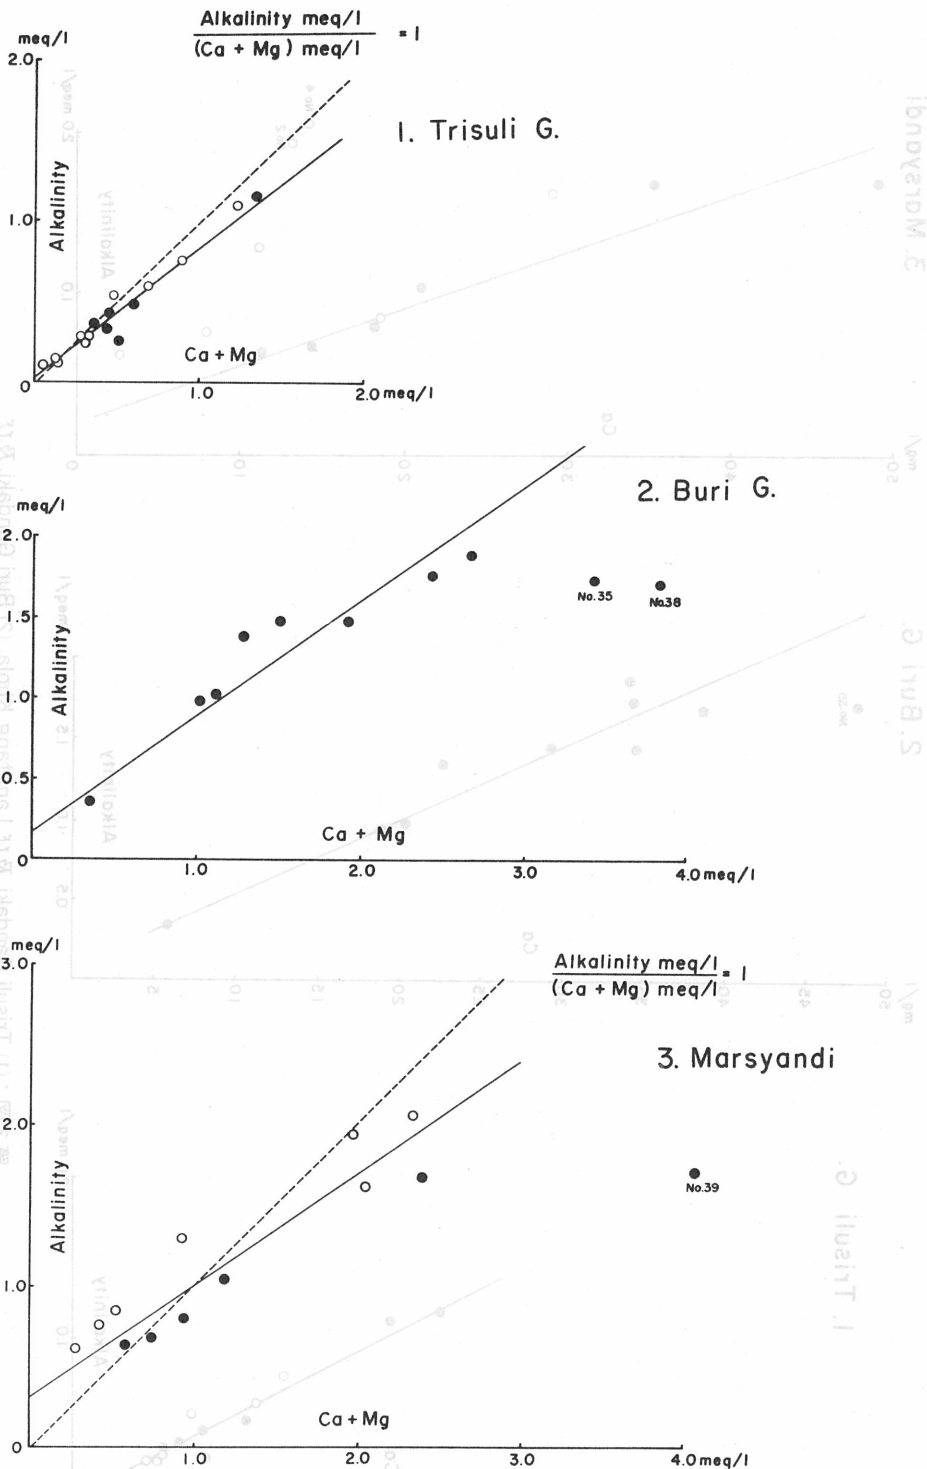 Alkalinity meq/l
(Ca + Mg) meq/l = 1
meq/l
2.0
1. Trisuli G.
Alkalinity
1.0
Ca + Mg
0
1.0
2.0 meq/l
2. Buri G.
meq/l
2.0
No.35
No.38
1.5
Alkalinity
1.0
0.5
Ca + Mg
0
1.0
2.0
3.0
4.0 meq/l
meq/l
3.0
Alkalinity meq/l
(Ca + Mg) meq/l = 1
3. Marsyandi
2.0
No.39
Alkalinity
1.0
Ca + Mg
0
1.0
2.0
3.0
4.0 meq/l